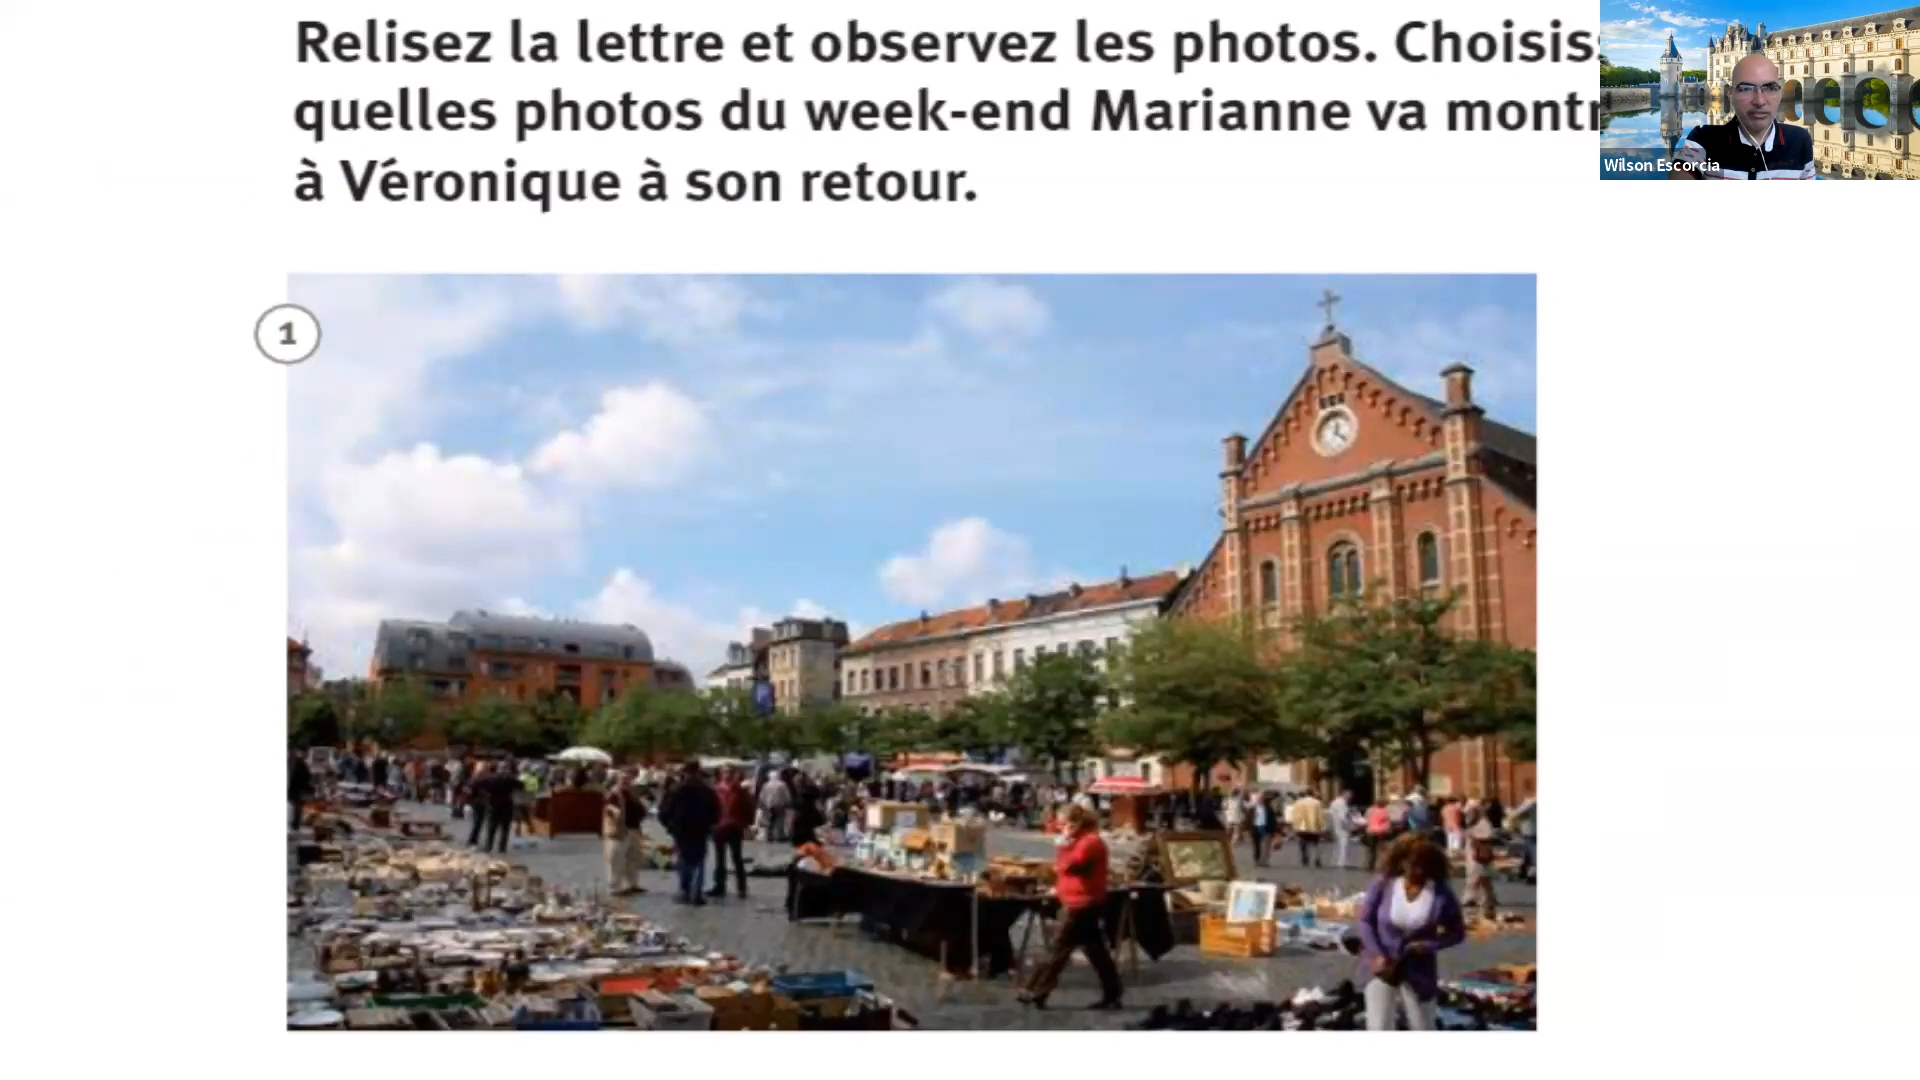 Relisez la lettre et observez les photos. Choisis
quelles photos du week-end Marianne va montr
à Véronique à son retour.
Wilson Escorcia
1